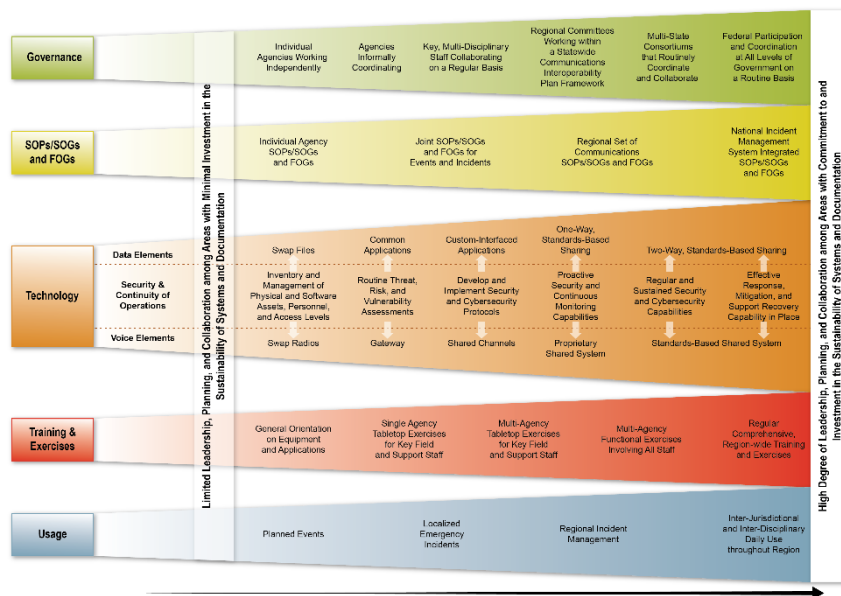 Governance
Individual
Agencies Working
Independently
Agencies
Informally
Coordinating
Key, Multi-Disciplinary
Staff Collaborating
on a Regular Basis
Regional Committees
Working within
a Statewide
Communications
Interoperability
Plan Framework
Multi-State
Consortiums
that Routinely
Coordinate
and Collaborate
Federal Participation
and Coordination
at All Levels of
Government on
a Routine Basis
SOPs/SOGs
and FOGs
Individual Agency
SOPs/SOGs
and FOGs
Joint SOPs/SOGs
and FOGs for
Events and Incidents
Regional Set of
Communications
SOPs/SOGs and FOGs
National Incident
Management
System Integrated
SOPs/SOGs
and FOGs
Technology
Data Elements
Swap Files
Common
Applications
Custom-Interfaced
Applications
One-Way,
Standards-Based
Sharing
Two-Way, Standards-Based Sharing
Security &
Continuity of
Operations
Inventory and
Management of
Physical and Software
Assets, Personnel,
and Access Levels
Routine Threat,
Risk, and
Vulnerability
Assessments
Develop and
Implement Security
and Cybersecurity
Protocols
Proactive
Security and
Continuous
Monitoring
Capabilities
Regular and
Sustained Security
and Cybersecurity
Capabilities
Effective
Response,
Mitigation, and
Support Recovery
Capability in Place
Voice Elements
Swap Radios
Gateway
Shared Channels
Proprietary
Shared System
Standards-Based Shared System
Training &
Exercises
General Orientation
on Equipment
and Applications
Single Agency
Tabletop Exercises
for Key Field
and Support Staff
Multi-Agency
Tabletop Exercises
for Key Field
and Support Staff
Multi-Agency
Functional Exercises
Involving All Staff
Regular
Comprehensive,
Region-wide Training
and Exercises
Usage
Planned Events
Localized
Emergency
Incidents
Regional Incident
Management
Inter-Jurisdictional
and Inter-Disciplinary
Daily Use
throughout Region
Limited Leadership, Planning, and Collaboration among Areas with Minimal Investment in the
Sustainability of Systems and Documentation
High Degree of Leadership, Planning, and Collaboration among Areas with Commitment to and
Investment in the Sustainability of Systems and Documentation